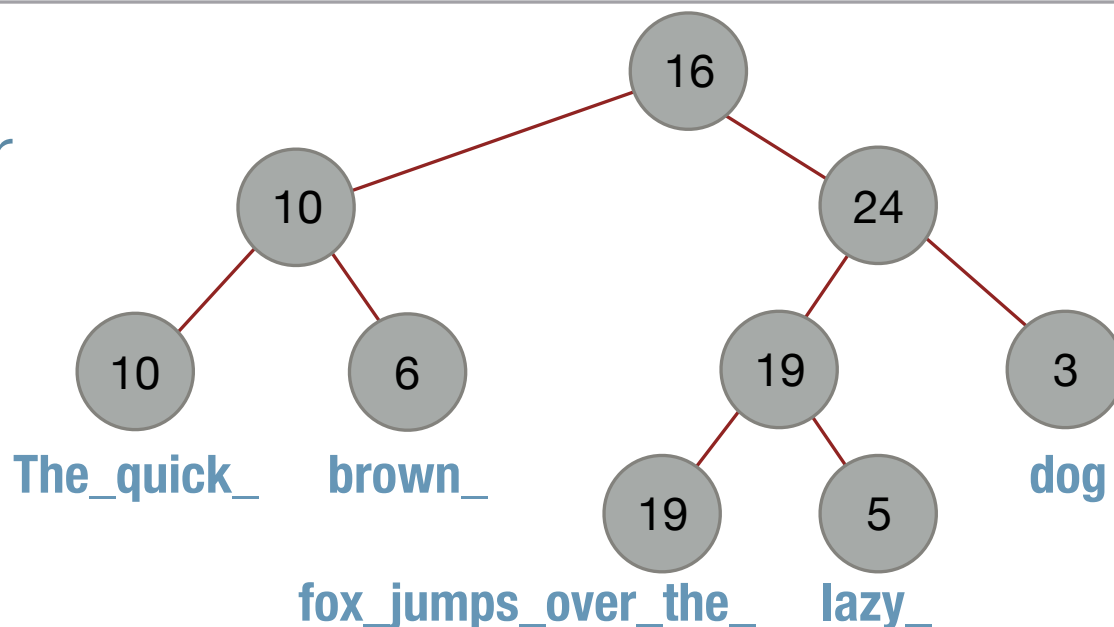 16
10 24
10 6 19 3
The_quick_ brown_ dog
19 5
fox_jumps_over_the_ lazy_